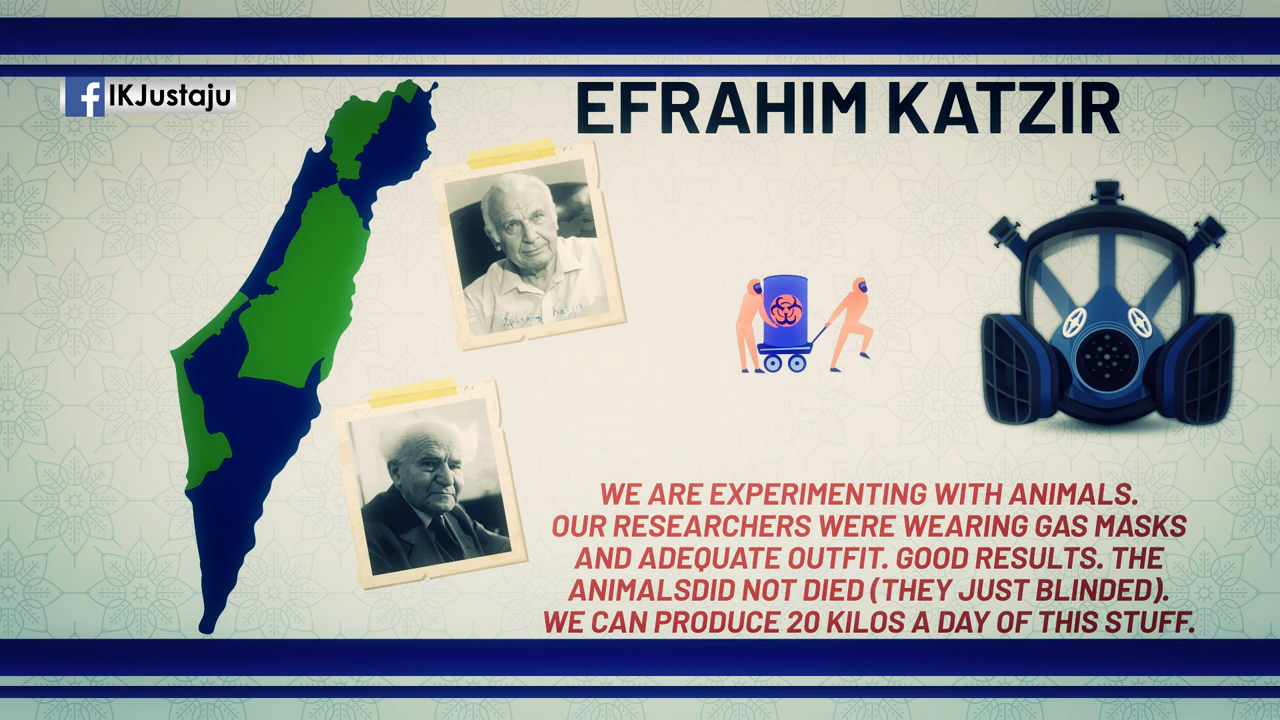 IKJustaju
EFRAHIM KATZIR
WE ARE EXPERIMENTING WITH ANIMALS.
OUR RESEARCHERS WERE WEARING GAS MASKS
AND ADEQUATE OUTFIT. GOOD RESULTS. THE
ANIMALSDID NOT DIED (THEY JUST BLINDED).
WE CAN PRODUCE 20 KILOS A DAY OF THIS STUFF.